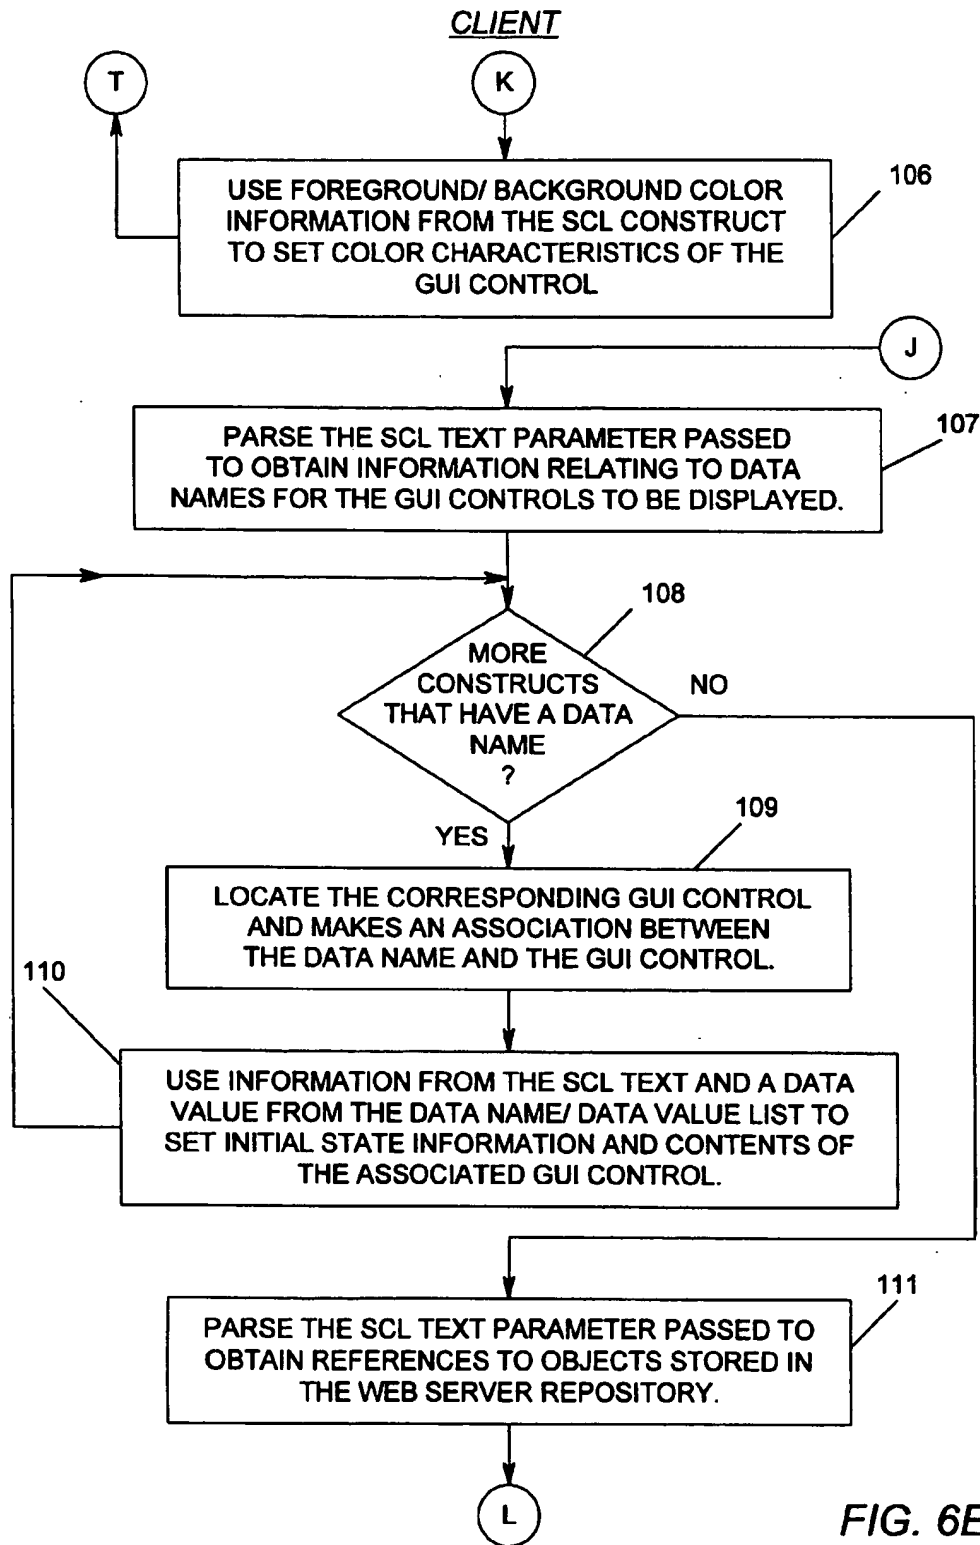 CLIENT
T
K
106
USE FOREGROUND/ BACKGROUND COLOR
INFORMATION FROM THE SCL CONSTRUCT
TO SET COLOR CHARACTERISTICS OF THE
GUI CONTROL
J
107
PARSE THE SCL TEXT PARAMETER PASSED
TO OBTAIN INFORMATION RELATING TO DATA
NAMES FOR THE GUI CONTROLS TO BE DISPLAYED.
108
MORE
CONSTRUCTS
THAT HAVE A DATA
NAME
?
NO
YES
109
LOCATE THE CORRESPONDING GUI CONTROL
AND MAKES AN ASSOCIATION BETWEEN
THE DATA NAME AND THE GUI CONTROL.
110
USE INFORMATION FROM THE SCL TEXT AND A DATA
VALUE FROM THE DATA NAME/ DATA VALUE LIST TO
SET INITIAL STATE INFORMATION AND CONTENTS OF
THE ASSOCIATED GUI CONTROL.
111
PARSE THE SCL TEXT PARAMETER PASSED TO
OBTAIN REFERENCES TO OBJECTS STORED IN
THE WEB SERVER REPOSITORY.
L
FIG. 6E